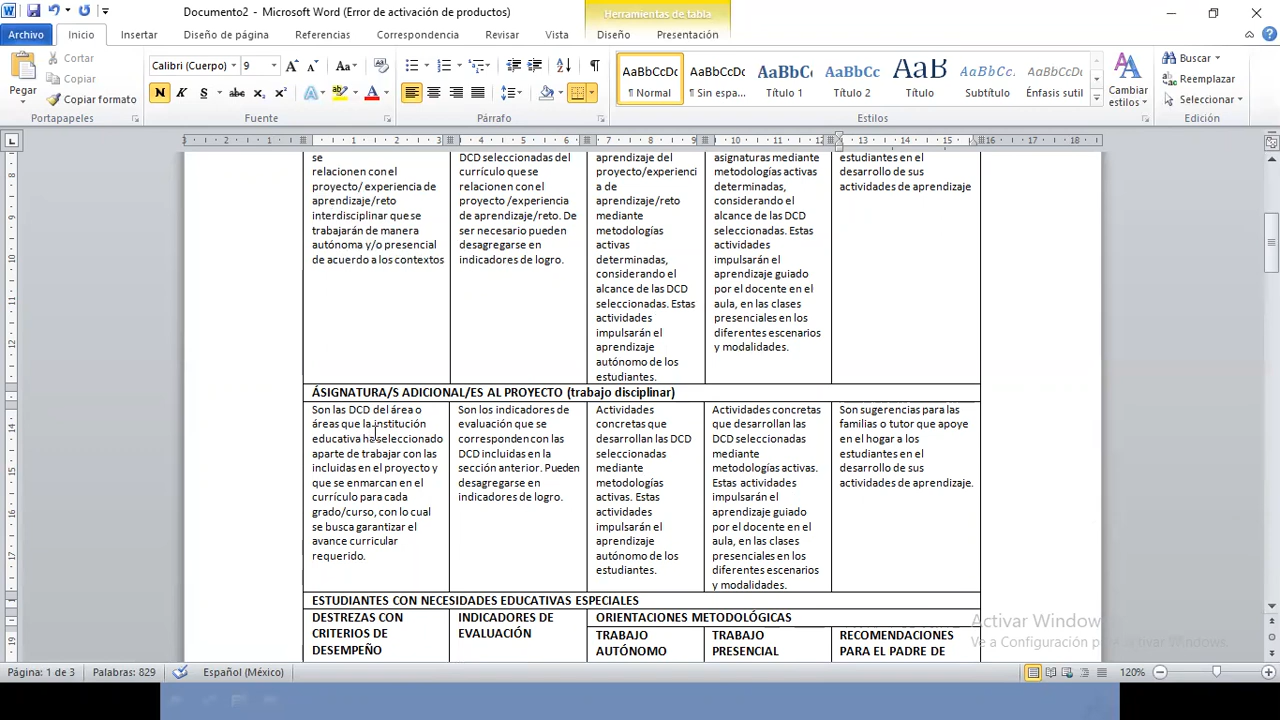 Documento2 - Microsoft Word (Error de activación de productos)
Herramientas de tabla
Archivo Inicio Insertar Diseño de página Referencias Correspondencia Revisar Vista Diseño Presentación
Pegar
Cortar
Copiar
Copiar formato
Portapapeles
Calibri (Cuerpo) 9
Fuente
Párrafo
AaBbCcDc AaBbCcDc AaBbC AaBbCc AaB AaBbCc. AaBbCcDc
¶ Normal ¶ Sin espa... Título 1 Título 2 Título Subtítulo Énfasis sutil
Cambiar estilos
Estilos
Buscar
Reemplazar
Seleccionar
Edición
se
relacionen con el
proyecto/ experiencia de
aprendizaje/reto
interdisciplinar que se
trabajarán de manera
autónoma y/o presencial
de acuerdo a los contextos
DCD seleccionadas del
currículo que se
relacionen con el
proyecto /experiencia
de aprendizaje/reto. De
ser necesario pueden
desagregarse en
indicadores de logro.
aprendizaje del
proyecto/experienci
a de
aprendizaje/reto
mediante
metodologías
activas
determinadas,
considerando el
alcance de las DCD
seleccionadas. Estas
actividades
impulsarán el
aprendizaje
autónomo de los
estudiantes.
asignaturas mediante
metodologías activas
determinadas,
considerando el
alcance de las DCD
seleccionadas. Estas
actividades
impulsarán el
aprendizaje guiado
por el docente en el
aula, en las clases
presenciales en los
diferentes escenarios
y modalidades.
estudiantes en el
desarrollo de sus
actividades de aprendizaje
ÁSIGNATURA/S ADICIONAL/ES AL PROYECTO (trabajo disciplinar)
Son las DCD del área o
áreas que la institución
educativa ha seleccionado
aparte de trabajar con las
incluidas en el proyecto y
que se enmarcan en el
currículo para cada
grado/curso, con lo cual
se busca garantizar el
avance curricular
requerido.
Son los indicadores de
evaluación que se
corresponden con las
DCD incluidas en la
sección anterior. Pueden
desagregarse en
indicadores de logro.
Actividades
concretas que
desarrollan las DCD
seleccionadas
mediante
metodologías
activas. Estas
actividades
impulsarán el
aprendizaje
autónomo de los
estudiantes.
Actividades concretas
que desarrollan las
DCD seleccionadas
mediante
metodologías activas.
Estas actividades
impulsarán el
aprendizaje guiado
por el docente en el
aula, en las clases
presenciales en los
diferentes escenarios
y modalidades.
Son sugerencias para las
familias o tutor que apoye
en el hogar a los
estudiantes en el
desarrollo de sus
actividades de aprendizaje.
ESTUDIANTES CON NECESIDADES EDUCATIVAS ESPECIALES
DESTREZAS CON
CRITERIOS DE
DESEMPEÑO
INDICADORES DE
EVALUACIÓN
ORIENTACIONES METODOLÓGICAS
TRABAJO
AUTÓNOMO
TRABAJO
PRESENCIAL
RECOMENDACIONES
PARA EL PADRE DE
Activar Window
Ve a Configuración para activar Windows.
Página: 1 de 3 Palabras: 829 Español (México) 120%